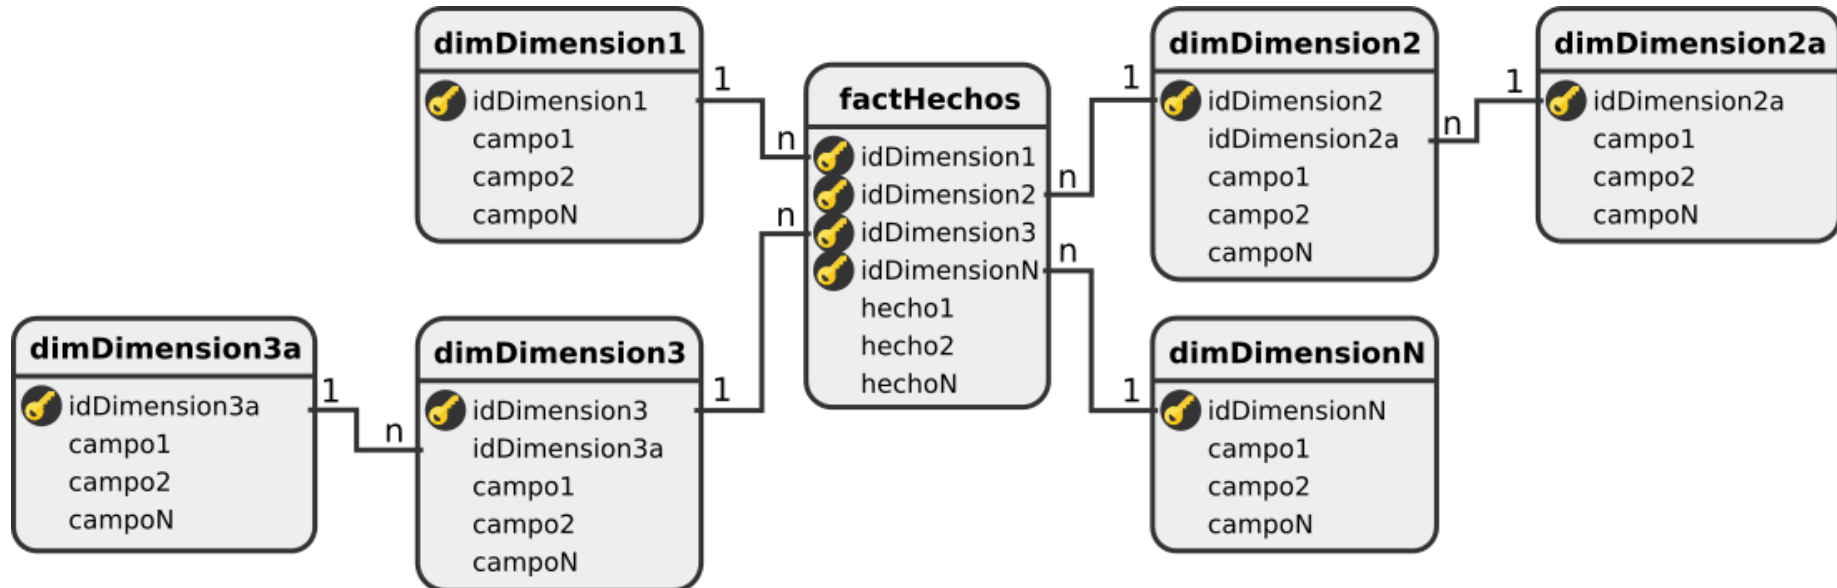 dimDimension1
idDimension1
campo1
campo2
campoN
1
n
factHechos
idDimension1
idDimension2
idDimension3
idDimensionN
hecho1
hecho2
hechoN
n
1
dimDimension2
idDimension2
idDimension2a
campo1
campo2
campoN
n
1
dimDimension2a
idDimension2a
campo1
campo2
campoN
dimDimension3a
idDimension3a
campo1
campo2
campoN
1
n
dimDimension3
idDimension3
idDimension3a
campo1
campo2
campoN
1
n
n
1
dimDimensionN
idDimensionN
campo1
campo2
campoN